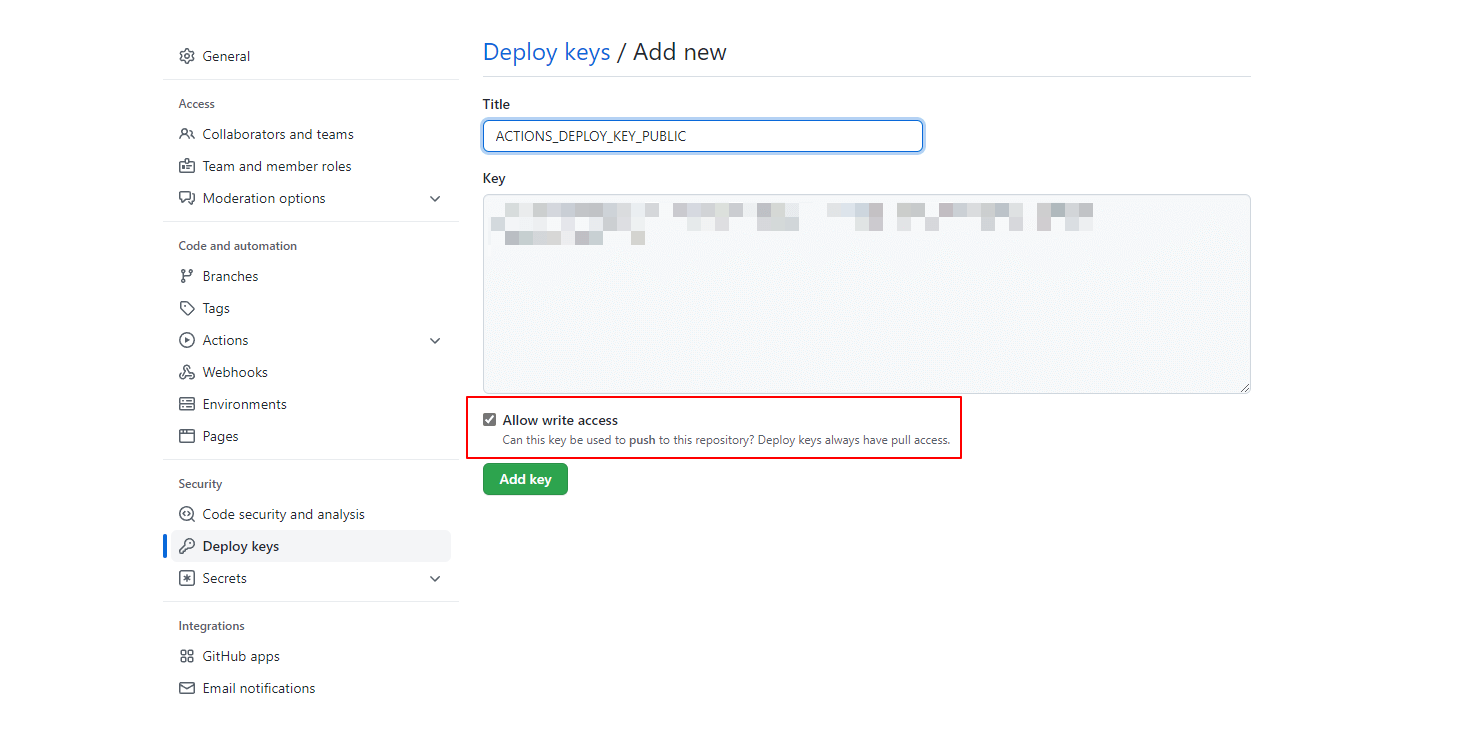 General
Access
Collaborators and teams
Team and member roles
Moderation options
Code and automation
Branches
Tags
Actions
Webhooks
Environments
Pages
Security
Code security and analysis
Deploy keys
Secrets
Integrations
GitHub apps
Email notifications
Deploy keys / Add new
Title
ACTIONS_DEPLOY_KEY_PUBLIC
Key
Allow write access
Can this key be used to push to this repository? Deploy keys always have pull access.
Add key